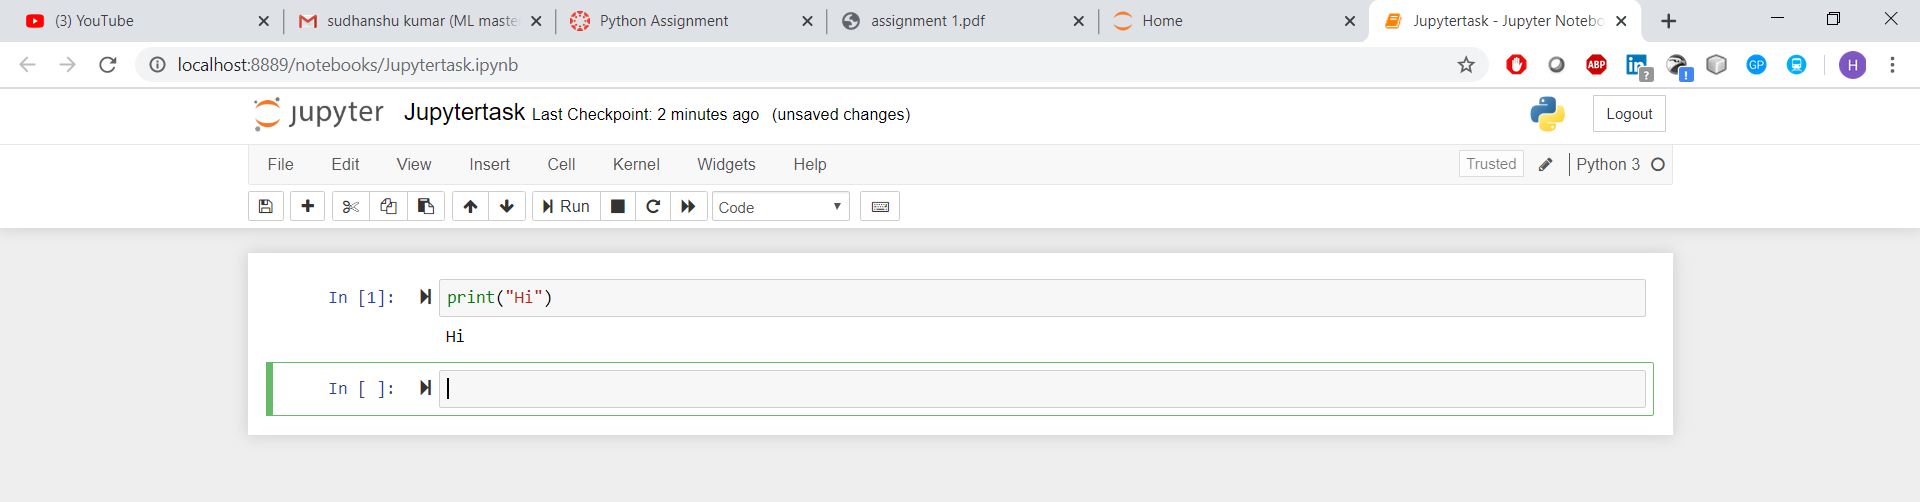 (3) YouTube
sudhanshu kumar (ML maste
Python Assignment
assignment 1.pdf
Home
Jupytertask - Jupyter Notebo
localhost:8889/notebooks/Jupytertask.ipynb
ABP
in
?
!
GP
H
jupyter Jupytertask Last Checkpoint: 2 minutes ago (unsaved changes)
Logout
File Edit View Insert Cell Kernel Widgets Help
Trusted
Python 3
Run
Code
In [1]: print("Hi")
Hi
In [ ]: